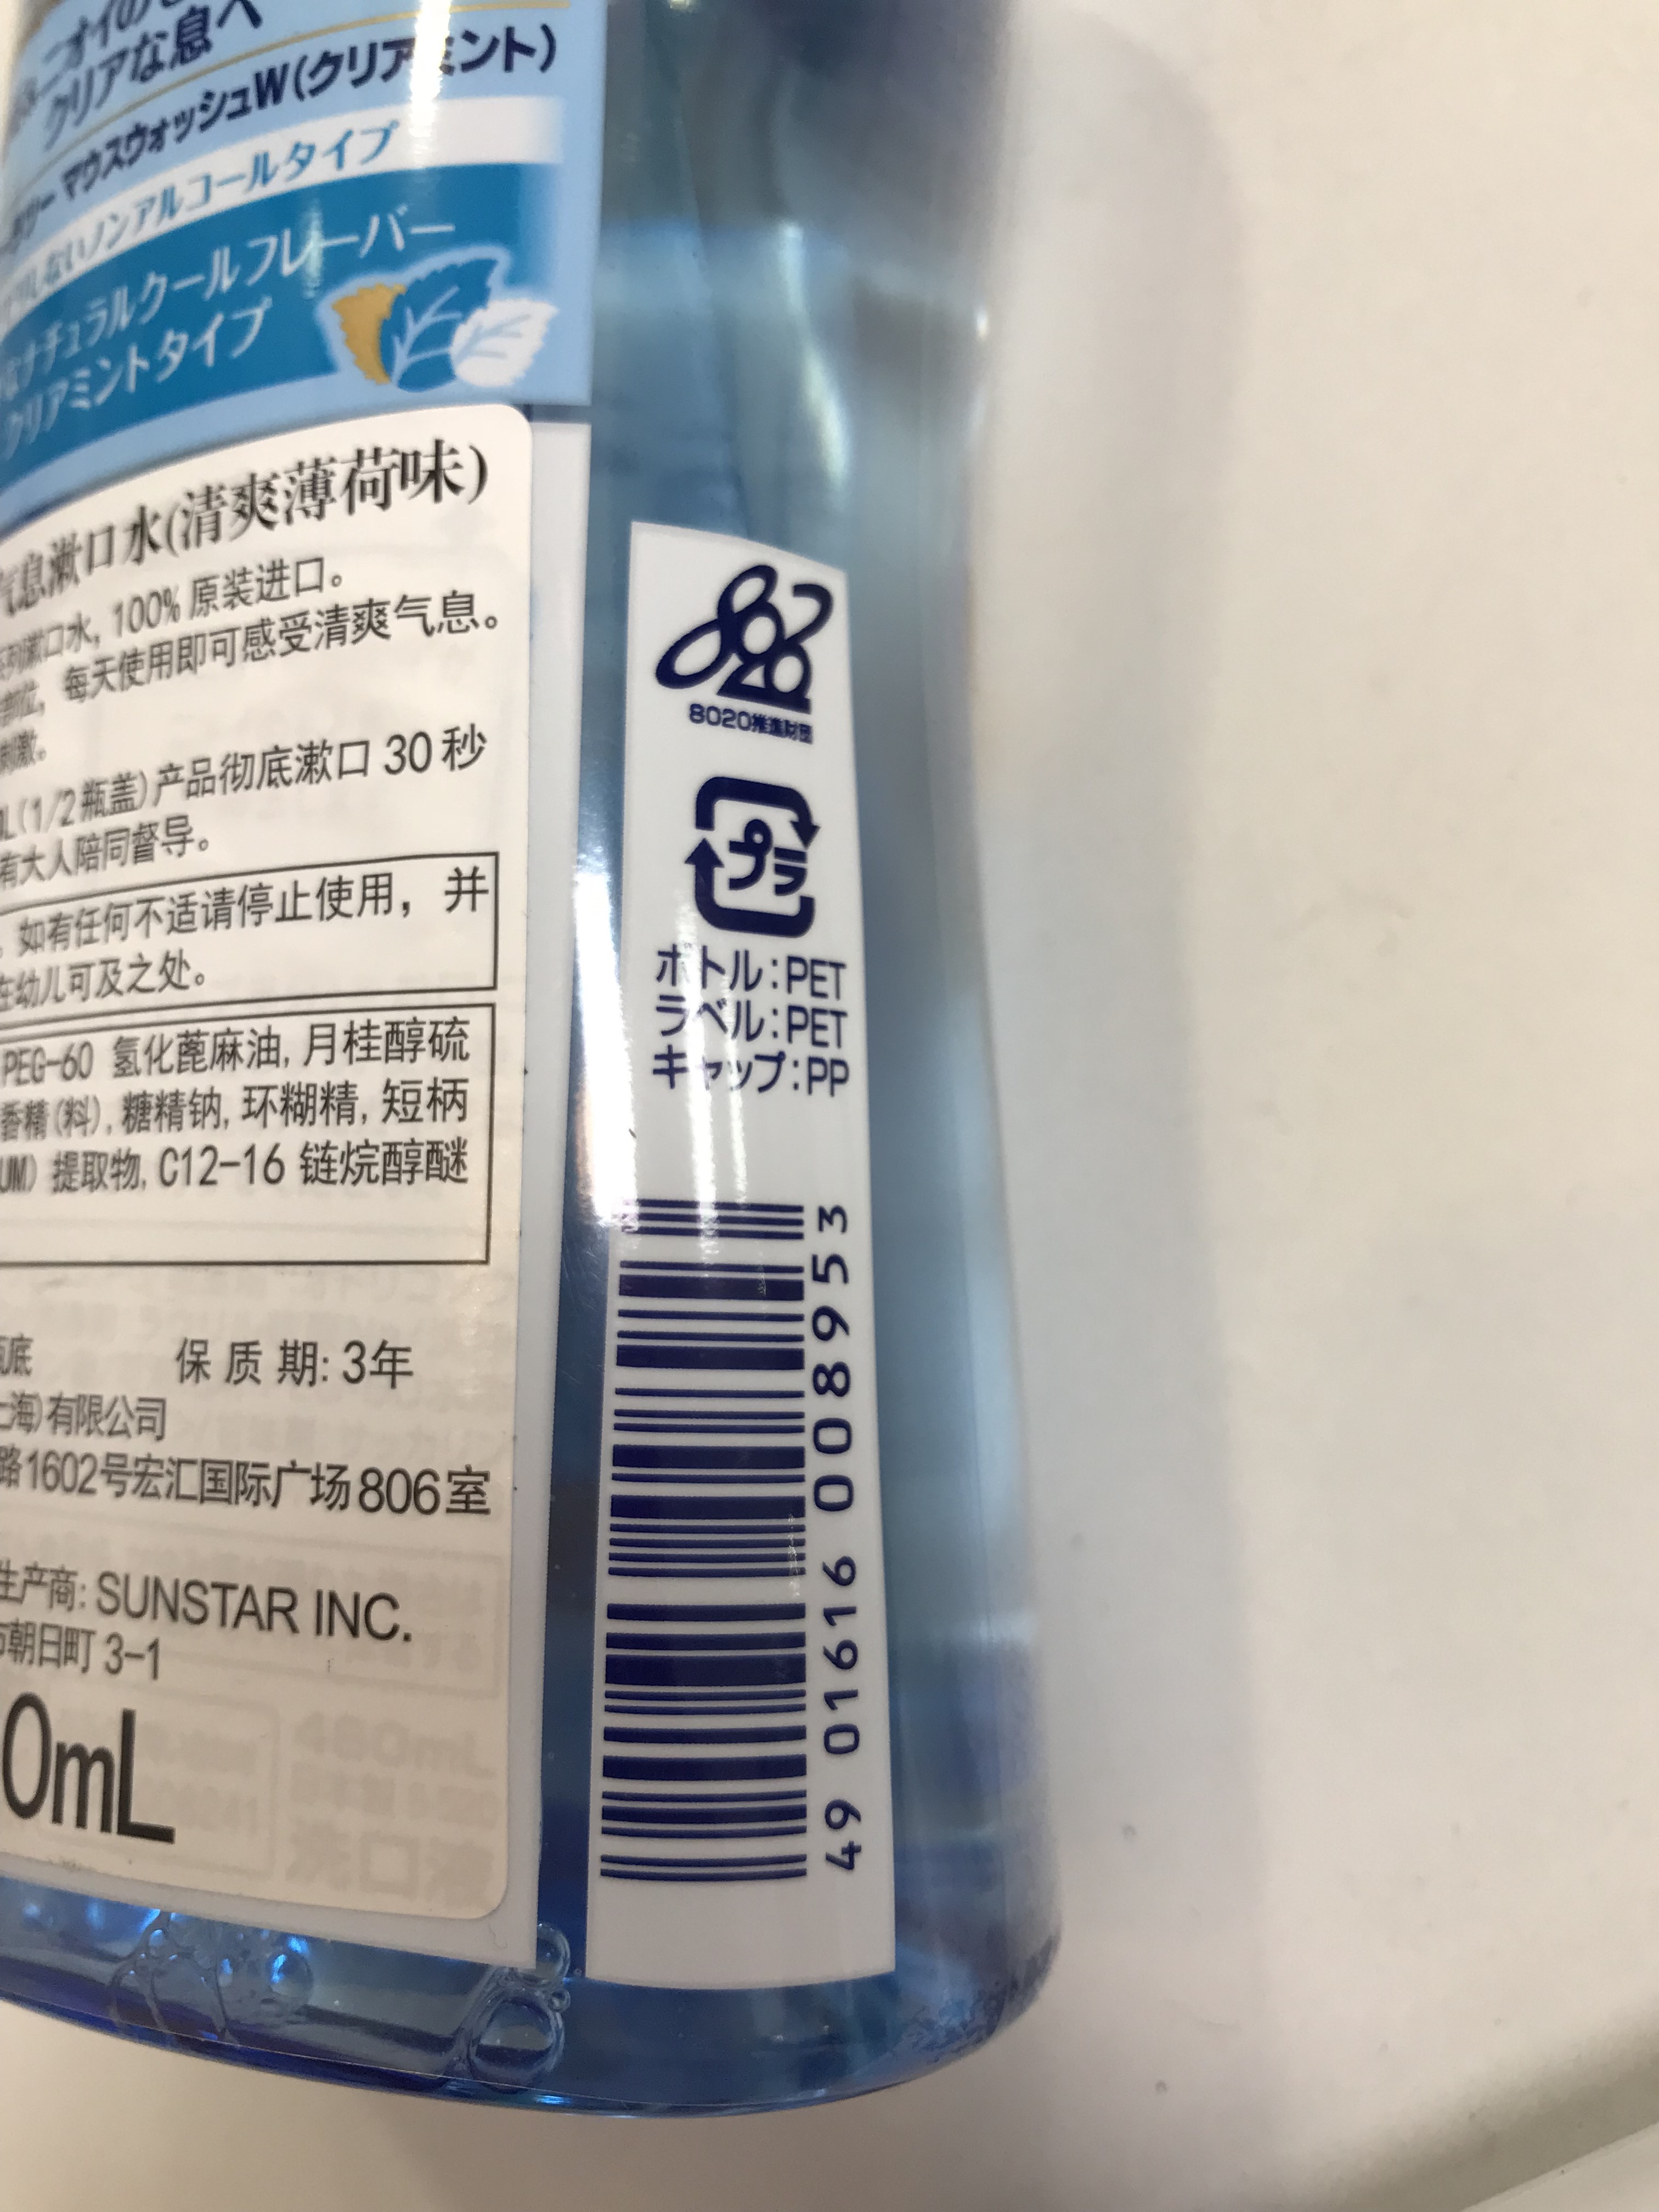 クリアな息へ
マウスウォッシュW(クリアミント)
ノンアルコールタイプ
ナチュラルクールフレーバー
クリアミントタイプ
气息漱口水(清爽薄荷味)
漱口水, 100% 原装进口。
每天使用即可感受清爽气息。
刺激。
(1/2瓶盖)产品彻底漱口 30 秒
有大人陪同督导。
如有任何不适请停止使用，并
在幼儿可及之处。
PEG-60 氢化蓖麻油, 月桂醇硫
香精(料), 糖精钠, 环糊精, 短柄
UM) 提取物, C12-16 链烷醇醚
瓶底 保质期: 3年
上海)有限公司
路1602号宏汇国际广场806室
生产商: SUNSTAR INC.
朝日町 3-1
0mL
8020
8020推進財団
プラ
ボトル:PET
ラベル:PET
キャップ:PP
49 01616 008953